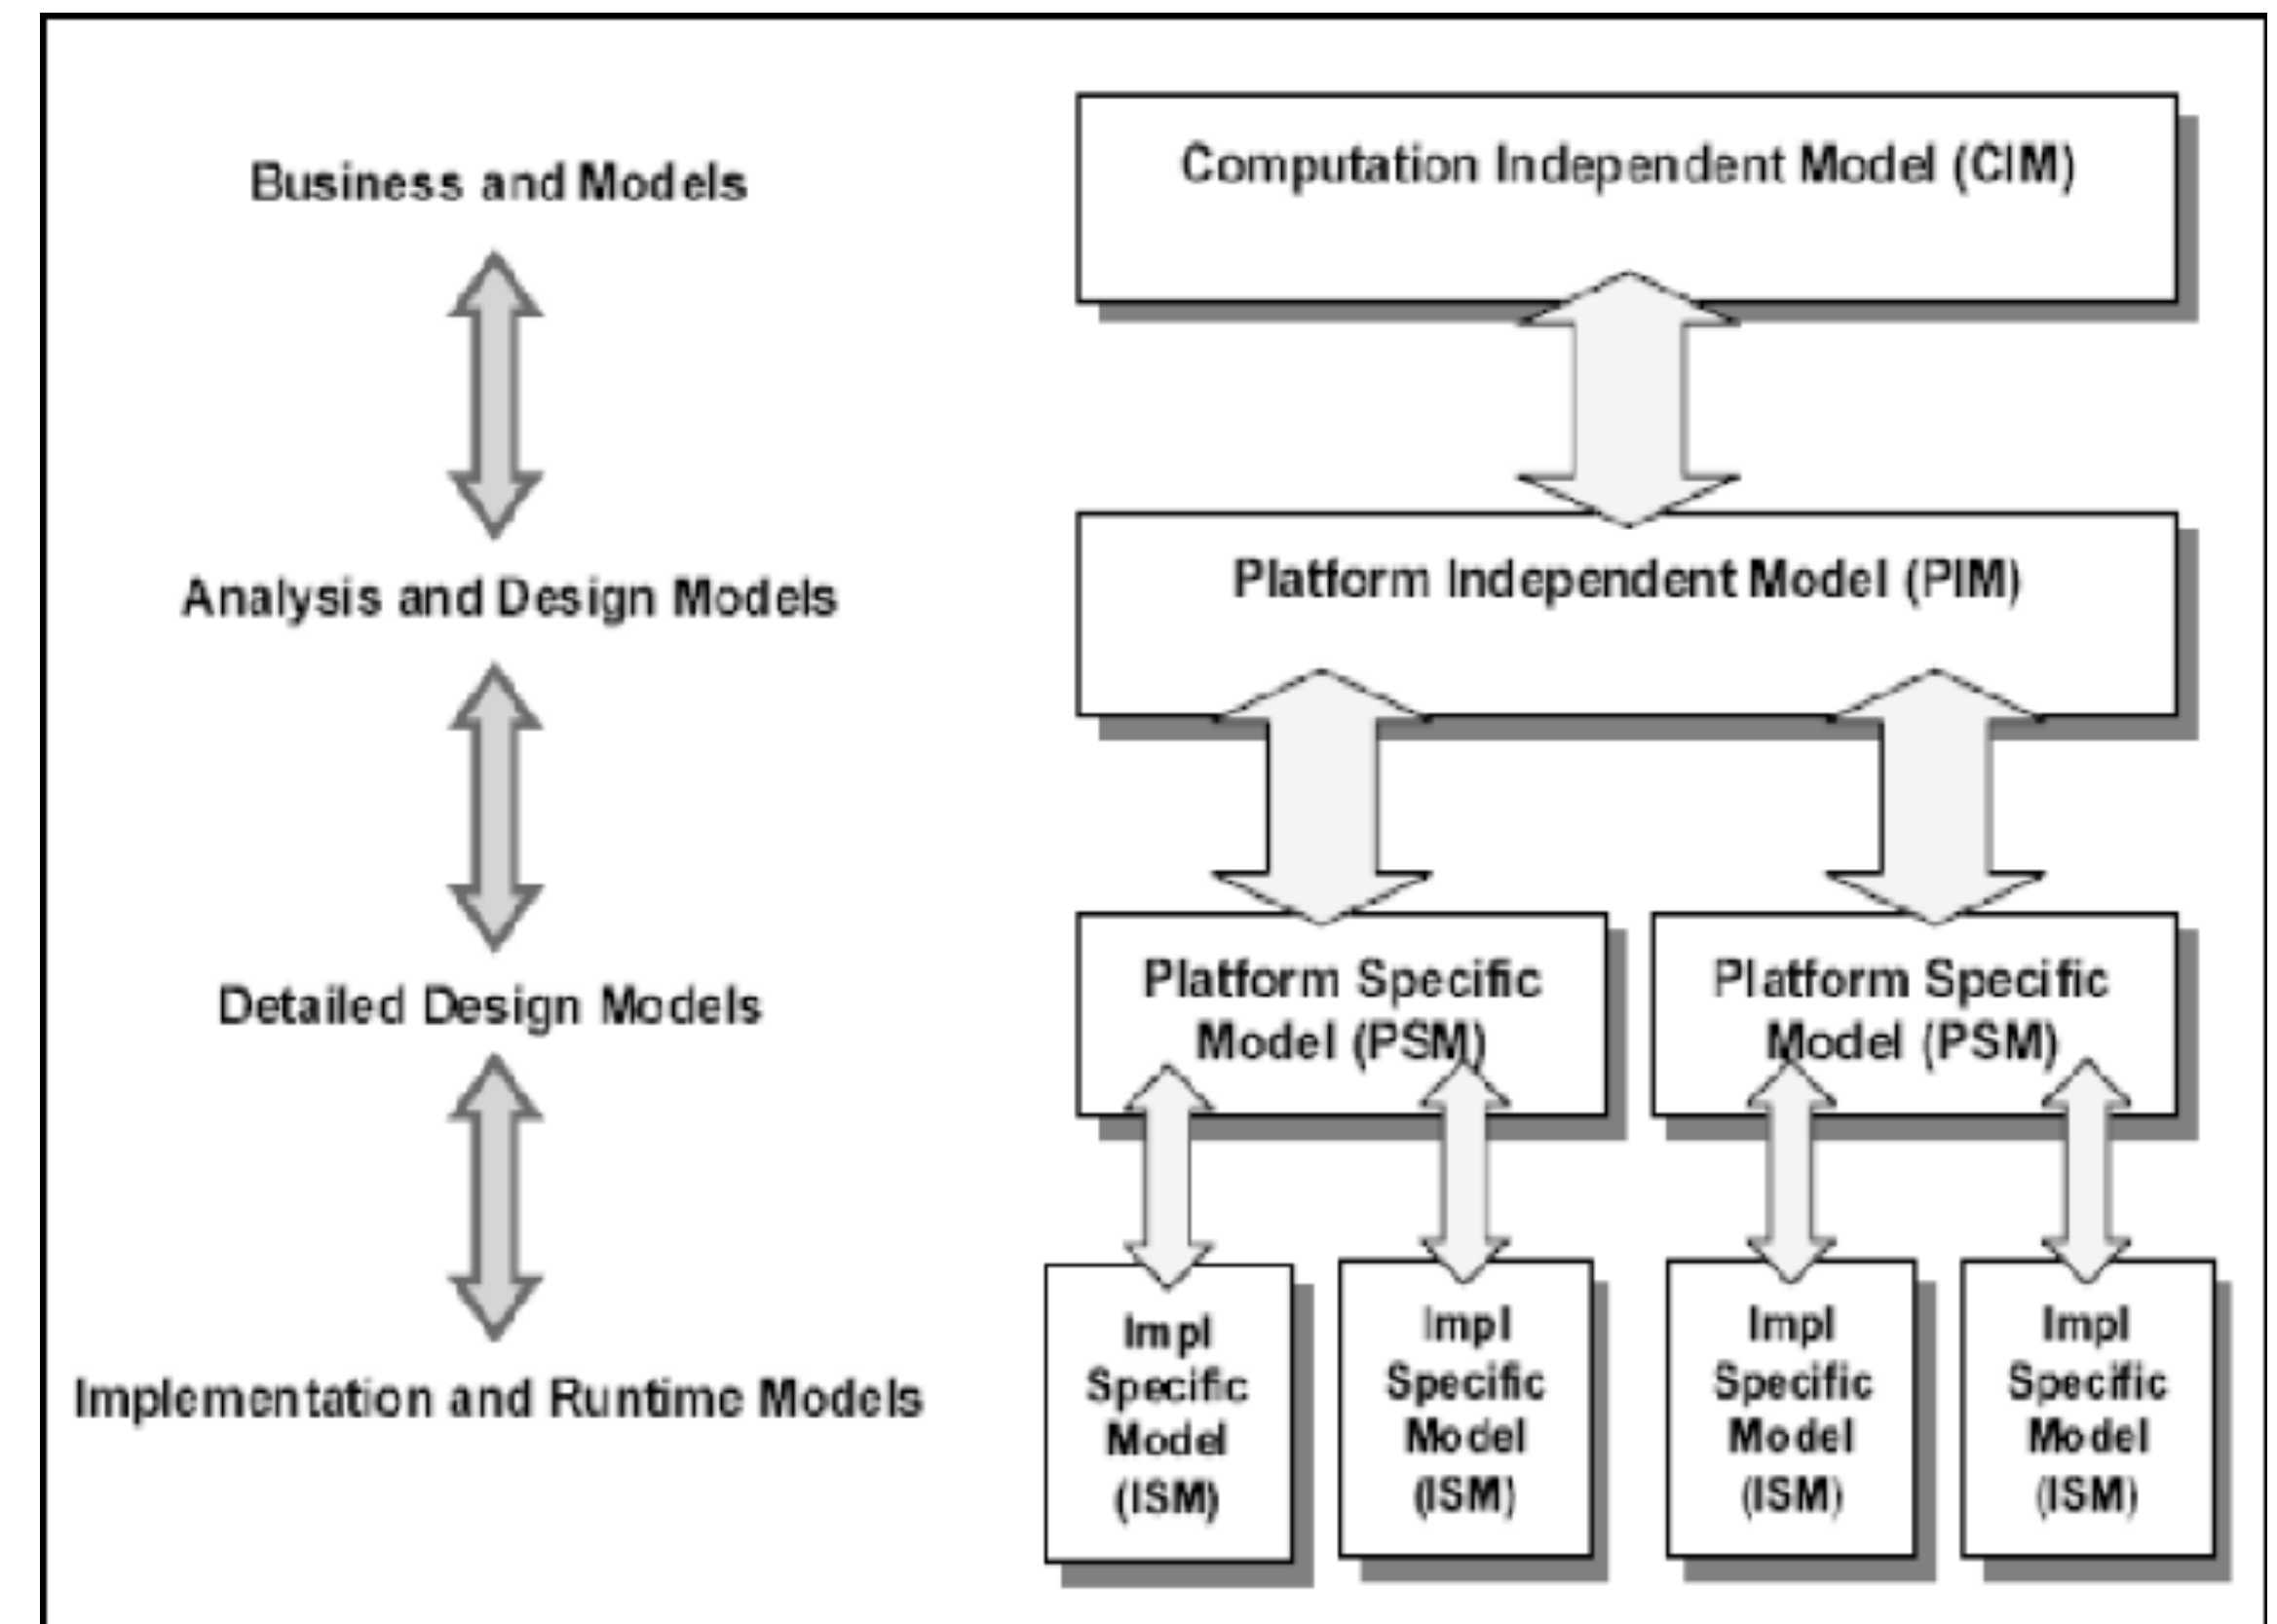 Business and Models
Computation Independent Model (CIM)
Analysis and Design Models
Platform Independent Model (PIM)
Detailed Design Models
Platform Specific
Model (PSM)
Platform Specific
Model (PSM)
Implementation and Runtime Models
Impl
Specific
Model
(ISM)
Impl
Specific
Model
(ISM)
Impl
Specific
Model
(ISM)
Impl
Specific
Model
(ISM)